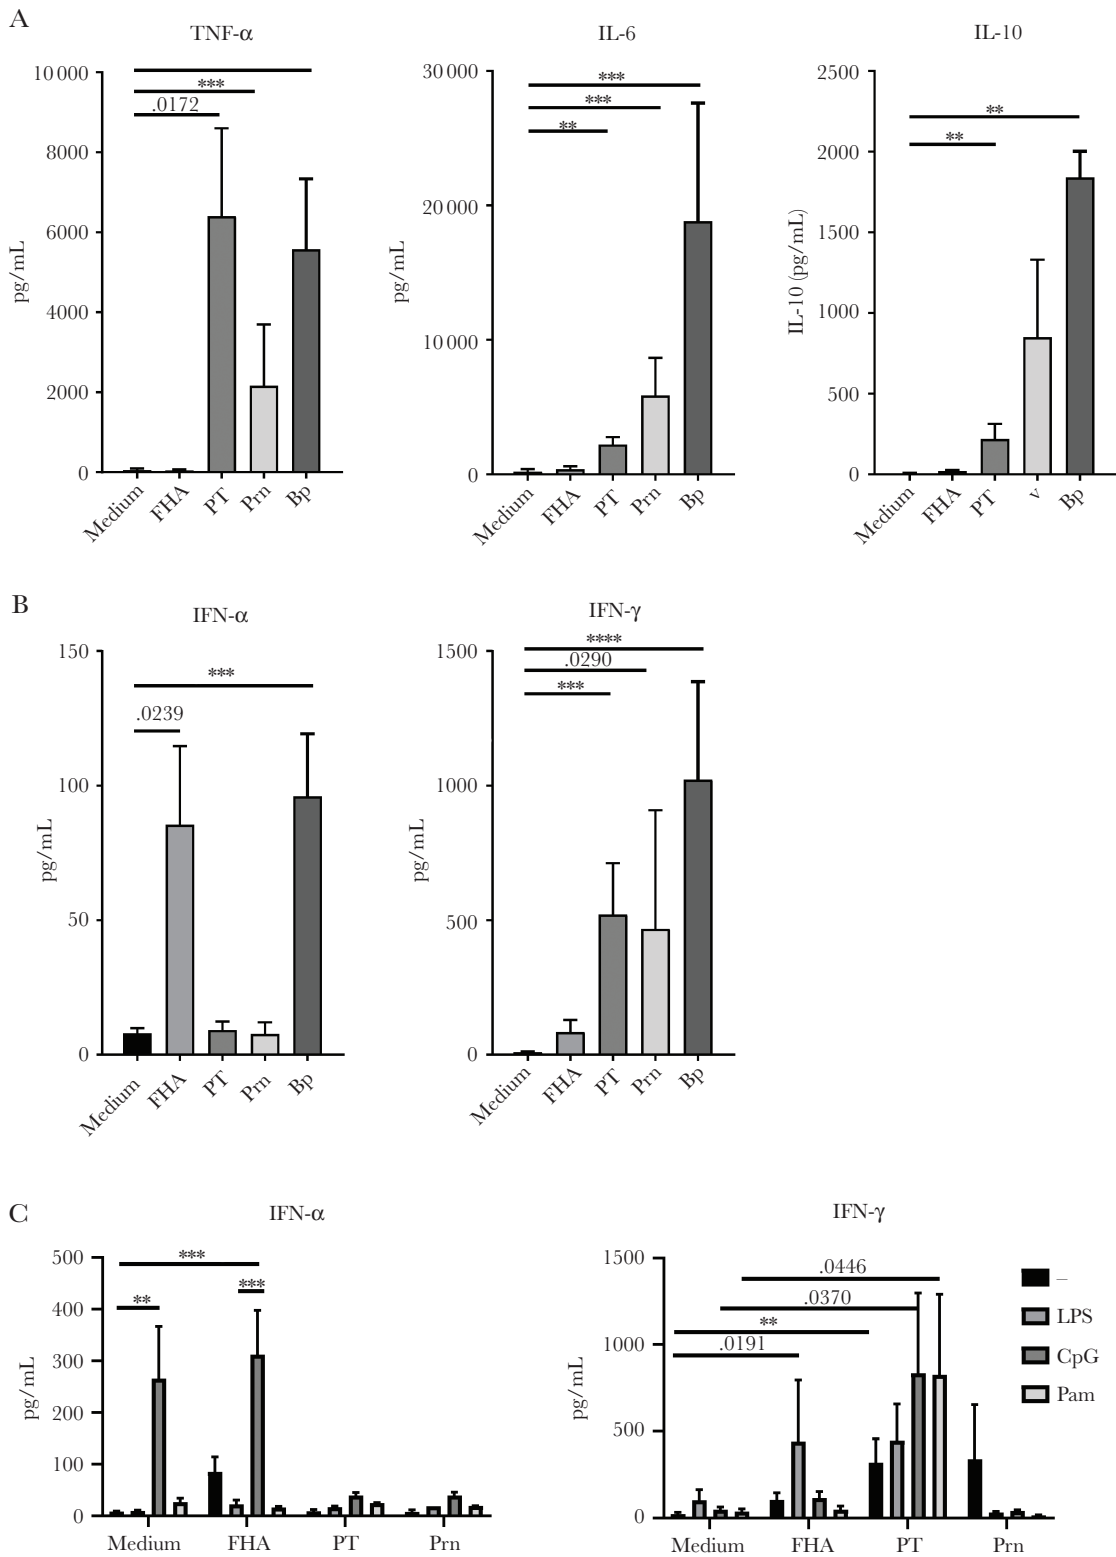 A
TNF-α
10 000
8000
6000
4000
2000
0
pg/mL
***
.0172
Medium
FHA
PT
Prn
Bp
IL-6
30 000
20 000
10 000
0
pg/mL
***
***
**
Medium
FHA
PT
Prn
Bp
IL-10
2500
2000
1500
1000
500
0
IL-10 (pg/mL)
**
**
Medium
FHA
PT
v
Bp
B
IFN-α
150
100
50
0
pg/mL
***
.0239
Medium
FHA
PT
Prn
Bp
IFN-γ
1500
1000
500
0
pg/mL
****
.0290
***
Medium
FHA
PT
Prn
Bp
C
IFN-α
500
400
300
200
100
0
pg/mL
***
***
**
Medium
FHA
PT
Prn
IFN-γ
1500
1000
500
0
pg/mL
.0446
.0370
**
.0191
Medium
FHA
PT
Prn
–
LPS
CpG
Pam